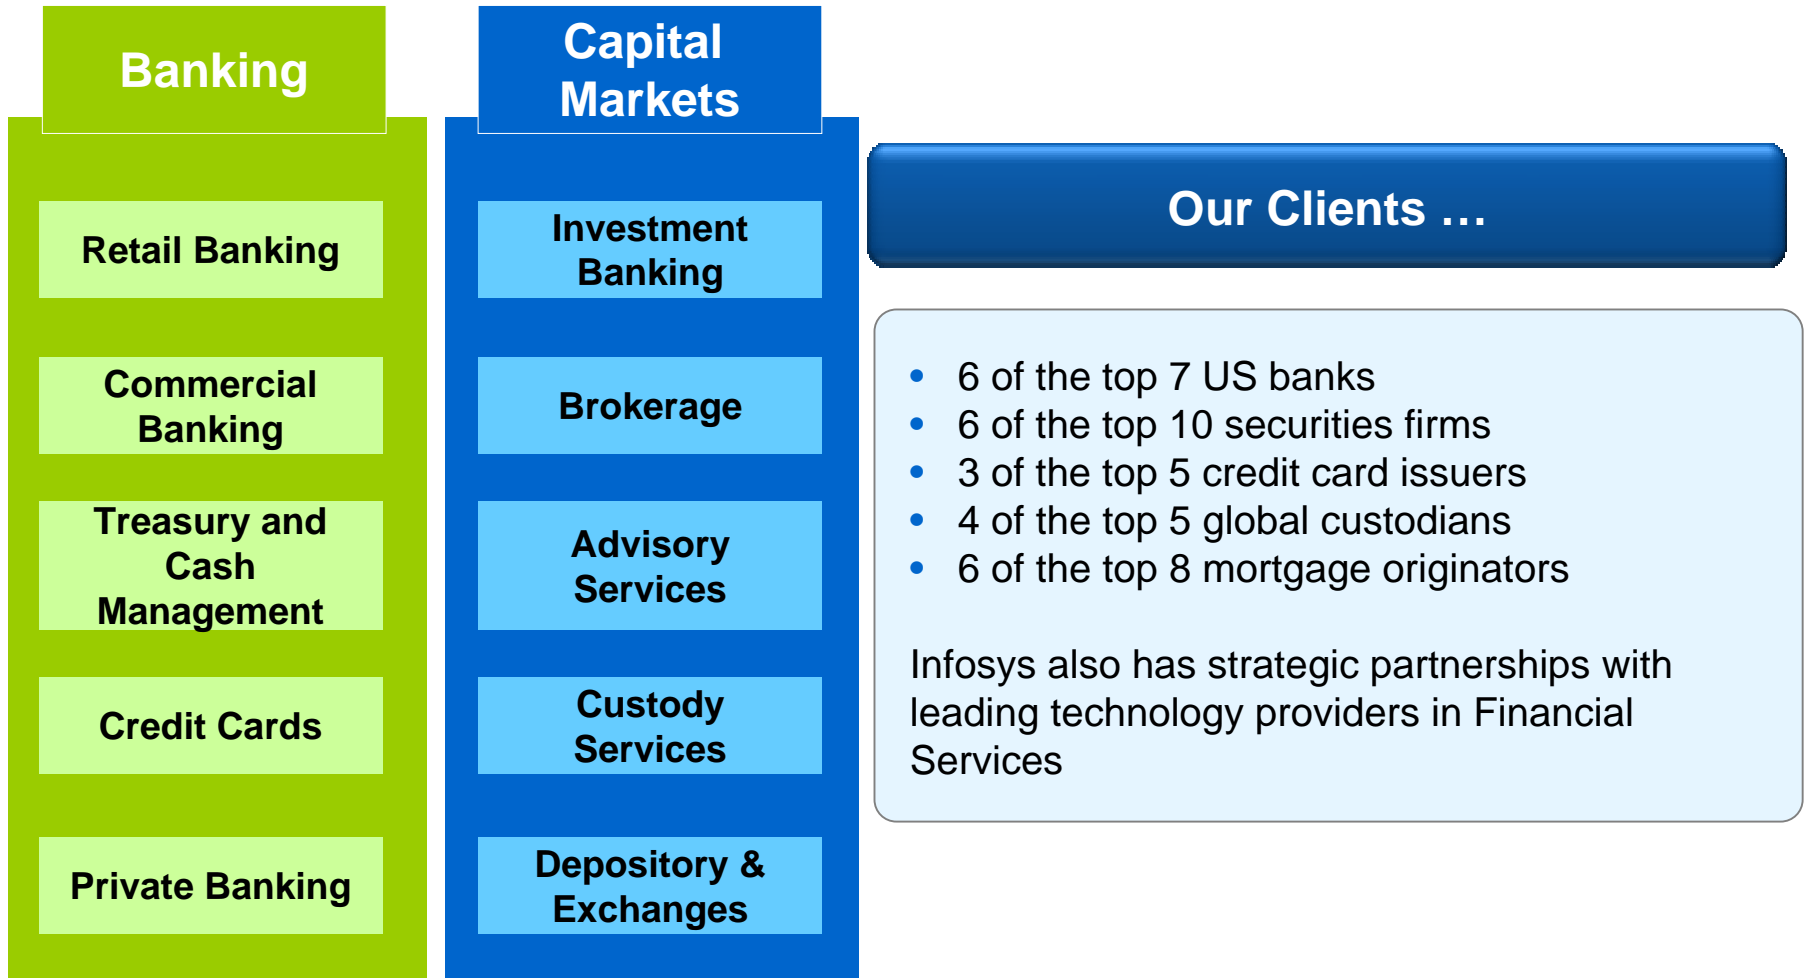 Banking
Retail Banking
Commercial
Banking
Treasury and
Cash
Management
Credit Cards
Private Banking
Capital
Markets
Investment
Banking
Brokerage
Advisory
Services
Custody
Services
Depository &
Exchanges
Our Clients …
• 6 of the top 7 US banks
• 6 of the top 10 securities firms
• 3 of the top 5 credit card issuers
• 4 of the top 5 global custodians
• 6 of the top 8 mortgage originators
Infosys also has strategic partnerships with
leading technology providers in Financial
Services